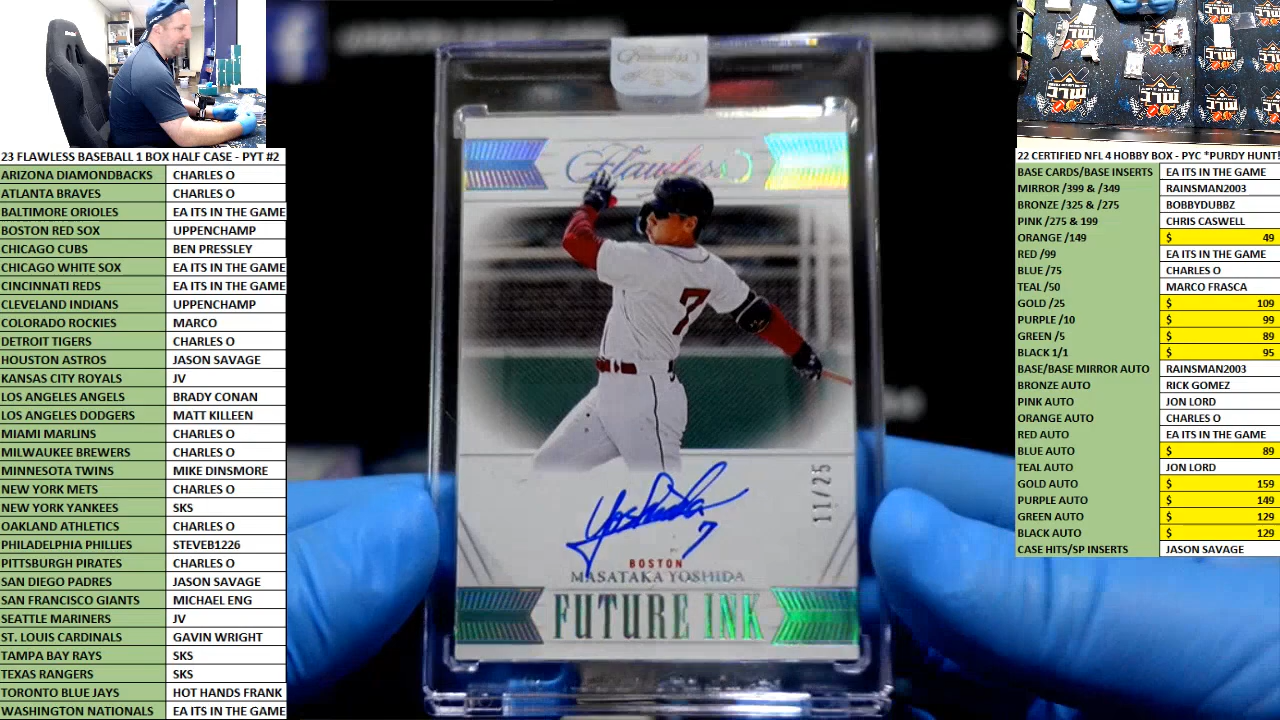 23 FLAWLESS BASEBALL 1 BOX HALF CASE - PYT #2
ARIZONA DIAMONDBACKS CHARLES O
ATLANTA BRAVES CHARLES O
BALTIMORE ORIOLES EA ITS IN THE GAME
BOSTON RED SOX UPPENCHAMP
CHICAGO CUBS BEN PRESSLEY
CHICAGO WHITE SOX EA ITS IN THE GAME
CINCINNATI REDS EA ITS IN THE GAME
CLEVELAND INDIANS UPPENCHAMP
COLORADO ROCKIES MARCO
DETROIT TIGERS CHARLES O
HOUSTON ASTROS JASON SAVAGE
KANSAS CITY ROYALS JV
LOS ANGELES ANGELS BRADY CONAN
LOS ANGELES DODGERS MATT KILLEEN
MIAMI MARLINS CHARLES O
MILWAUKEE BREWERS CHARLES O
MINNESOTA TWINS MIKE DINSMORE
NEW YORK METS CHARLES O
NEW YORK YANKEES SKS
OAKLAND ATHLETICS CHARLES O
PHILADELPHIA PHILLIES STEVEB1226
PITTSBURGH PIRATES CHARLES O
SAN DIEGO PADRES JASON SAVAGE
SAN FRANCISCO GIANTS MICHAEL ENG
SEATTLE MARINERS JV
ST. LOUIS CARDINALS GAVIN WRIGHT
TAMPA BAY RAYS SKS
TEXAS RANGERS SKS
TORONTO BLUE JAYS HOT HANDS FRANK
WASHINGTON NATIONALS EA ITS IN THE GAME
Flawless
7
Yoshida
7
11/25
BOSTON
MASATAKA YOSHIDA
FUTURE INK
22 CERTIFIED NFL 4 HOBBY BOX - PYC *PURDY HUNT!
BASE CARDS/BASE INSERTS EA ITS IN THE GAME
MIRROR /399 & /349 RAINSMAN2003
BRONZE /325 & /275 BOBBYDUBBZ
PINK /275 & 199 CHRIS CASWELL
ORANGE /149 $ 49
RED /99 EA ITS IN THE GAME
BLUE /75 CHARLES O
TEAL /50 MARCO FRASCA
GOLD /25 $ 109
PURPLE /10 $ 99
GREEN /5 $ 89
BLACK 1/1 $ 95
BASE/BASE MIRROR AUTO RAINSMAN2003
BRONZE AUTO RICK GOMEZ
PINK AUTO JON LORD
ORANGE AUTO CHARLES O
RED AUTO EA ITS IN THE GAME
BLUE AUTO $ 89
TEAL AUTO JON LORD
GOLD AUTO $ 159
PURPLE AUTO $ 149
GREEN AUTO $ 129
BLACK AUTO $ 129
CASE HITS/SP INSERTS JASON SAVAGE